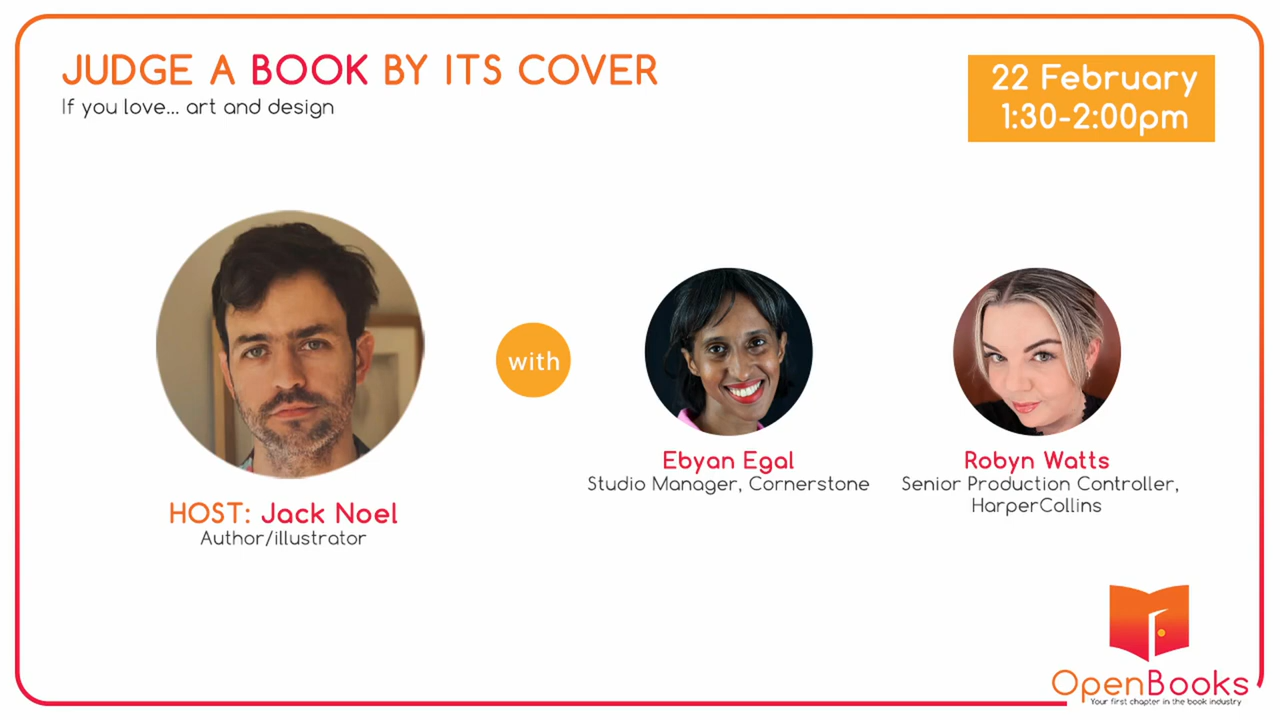 JUDGE A BOOK BY ITS COVER
If you love... art and design
22 February
1:30-2:00pm
with
HOST: Jack Noel
Author/illustrator
Ebyan Egal
Studio Manager, Cornerstone
Robyn Watts
Senior Production Controller,
HarperCollins
OpenBooks
Your first chapter in the book industry